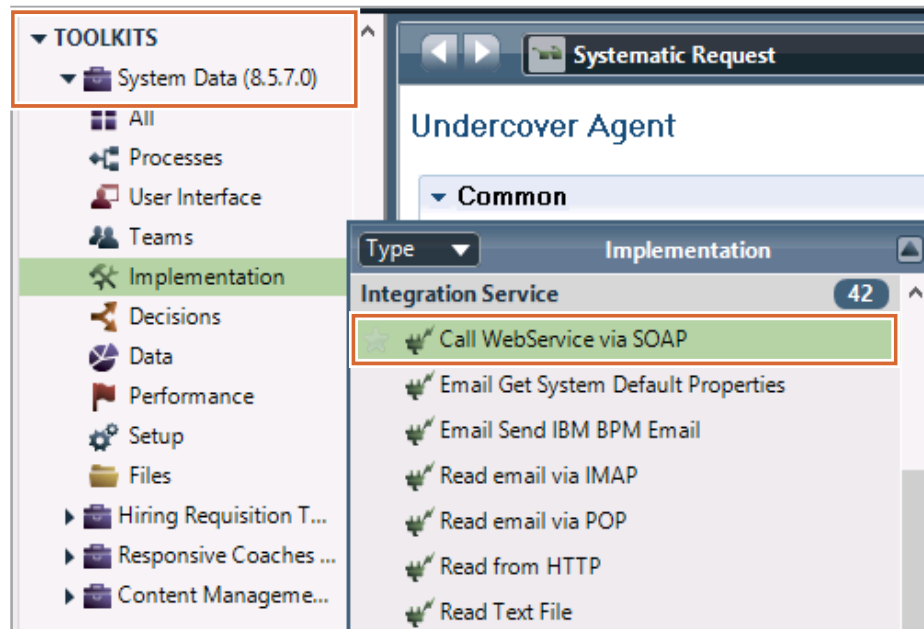 TOOLKITS
System Data (8.5.7.0)
All
Processes
User Interface
Teams
Implementation
Decisions
Data
Performance
Setup
Files
Hiring Requisition T...
Responsive Coaches ...
Content Manageme...
Systematic Request
Undercover Agent
Common
Type
Implementation
Integration Service
42
Call WebService via SOAP
Email Get System Default Properties
Email Send IBM BPM Email
Read email via IMAP
Read email via POP
Read from HTTP
Read Text File